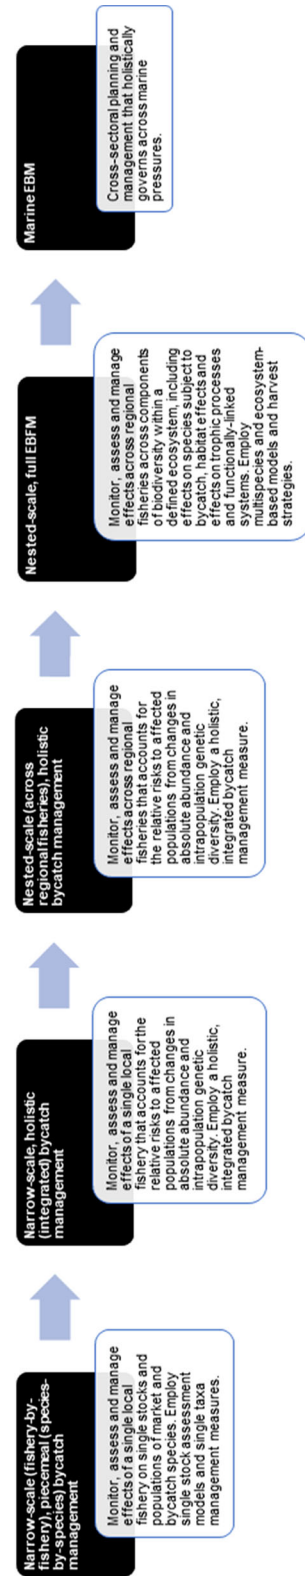 Narrow-scale (fishery-by-
fishery), piecemeal (species-
by-species) bycatch
management
Monitor, assess and manage
effects of a single local
fishery on single stocks and
populations of market and
bycatch species. Employ
single stock assessment
models and single taxa
management measures.
Narrow-scale, holistic
(integrated) bycatch
management
Monitor, assess and manage
effects of a single local
fishery that accounts for the
relative risks to affected
populations from changes in
absolute abundance and
intrapopulation genetic
diversity. Employ a holistic,
integrated bycatch
management measure.
Nested-scale (across
regional fisheries), holistic
bycatch management
Monitor, assess and manage
effects across regional
fisheries that accounts for
the relative risks to affected
populations from changes in
absolute abundance and
intrapopulation genetic
diversity. Employ a holistic,
integrated bycatch
management measure.
Nested-scale, full EBFM
Monitor, assess and manage
effects across regional
fisheries across components
of biodiversity within a
defined ecosystem, including
effects on species subject to
bycatch, habitat effects and
effects on trophic processes
and functionally-linked
systems. Employ
multispecies and ecosystem-
based models and harvest
strategies.
Marine EBM
Cross-sectoral planning and
management that holistically
governs across marine
pressures.